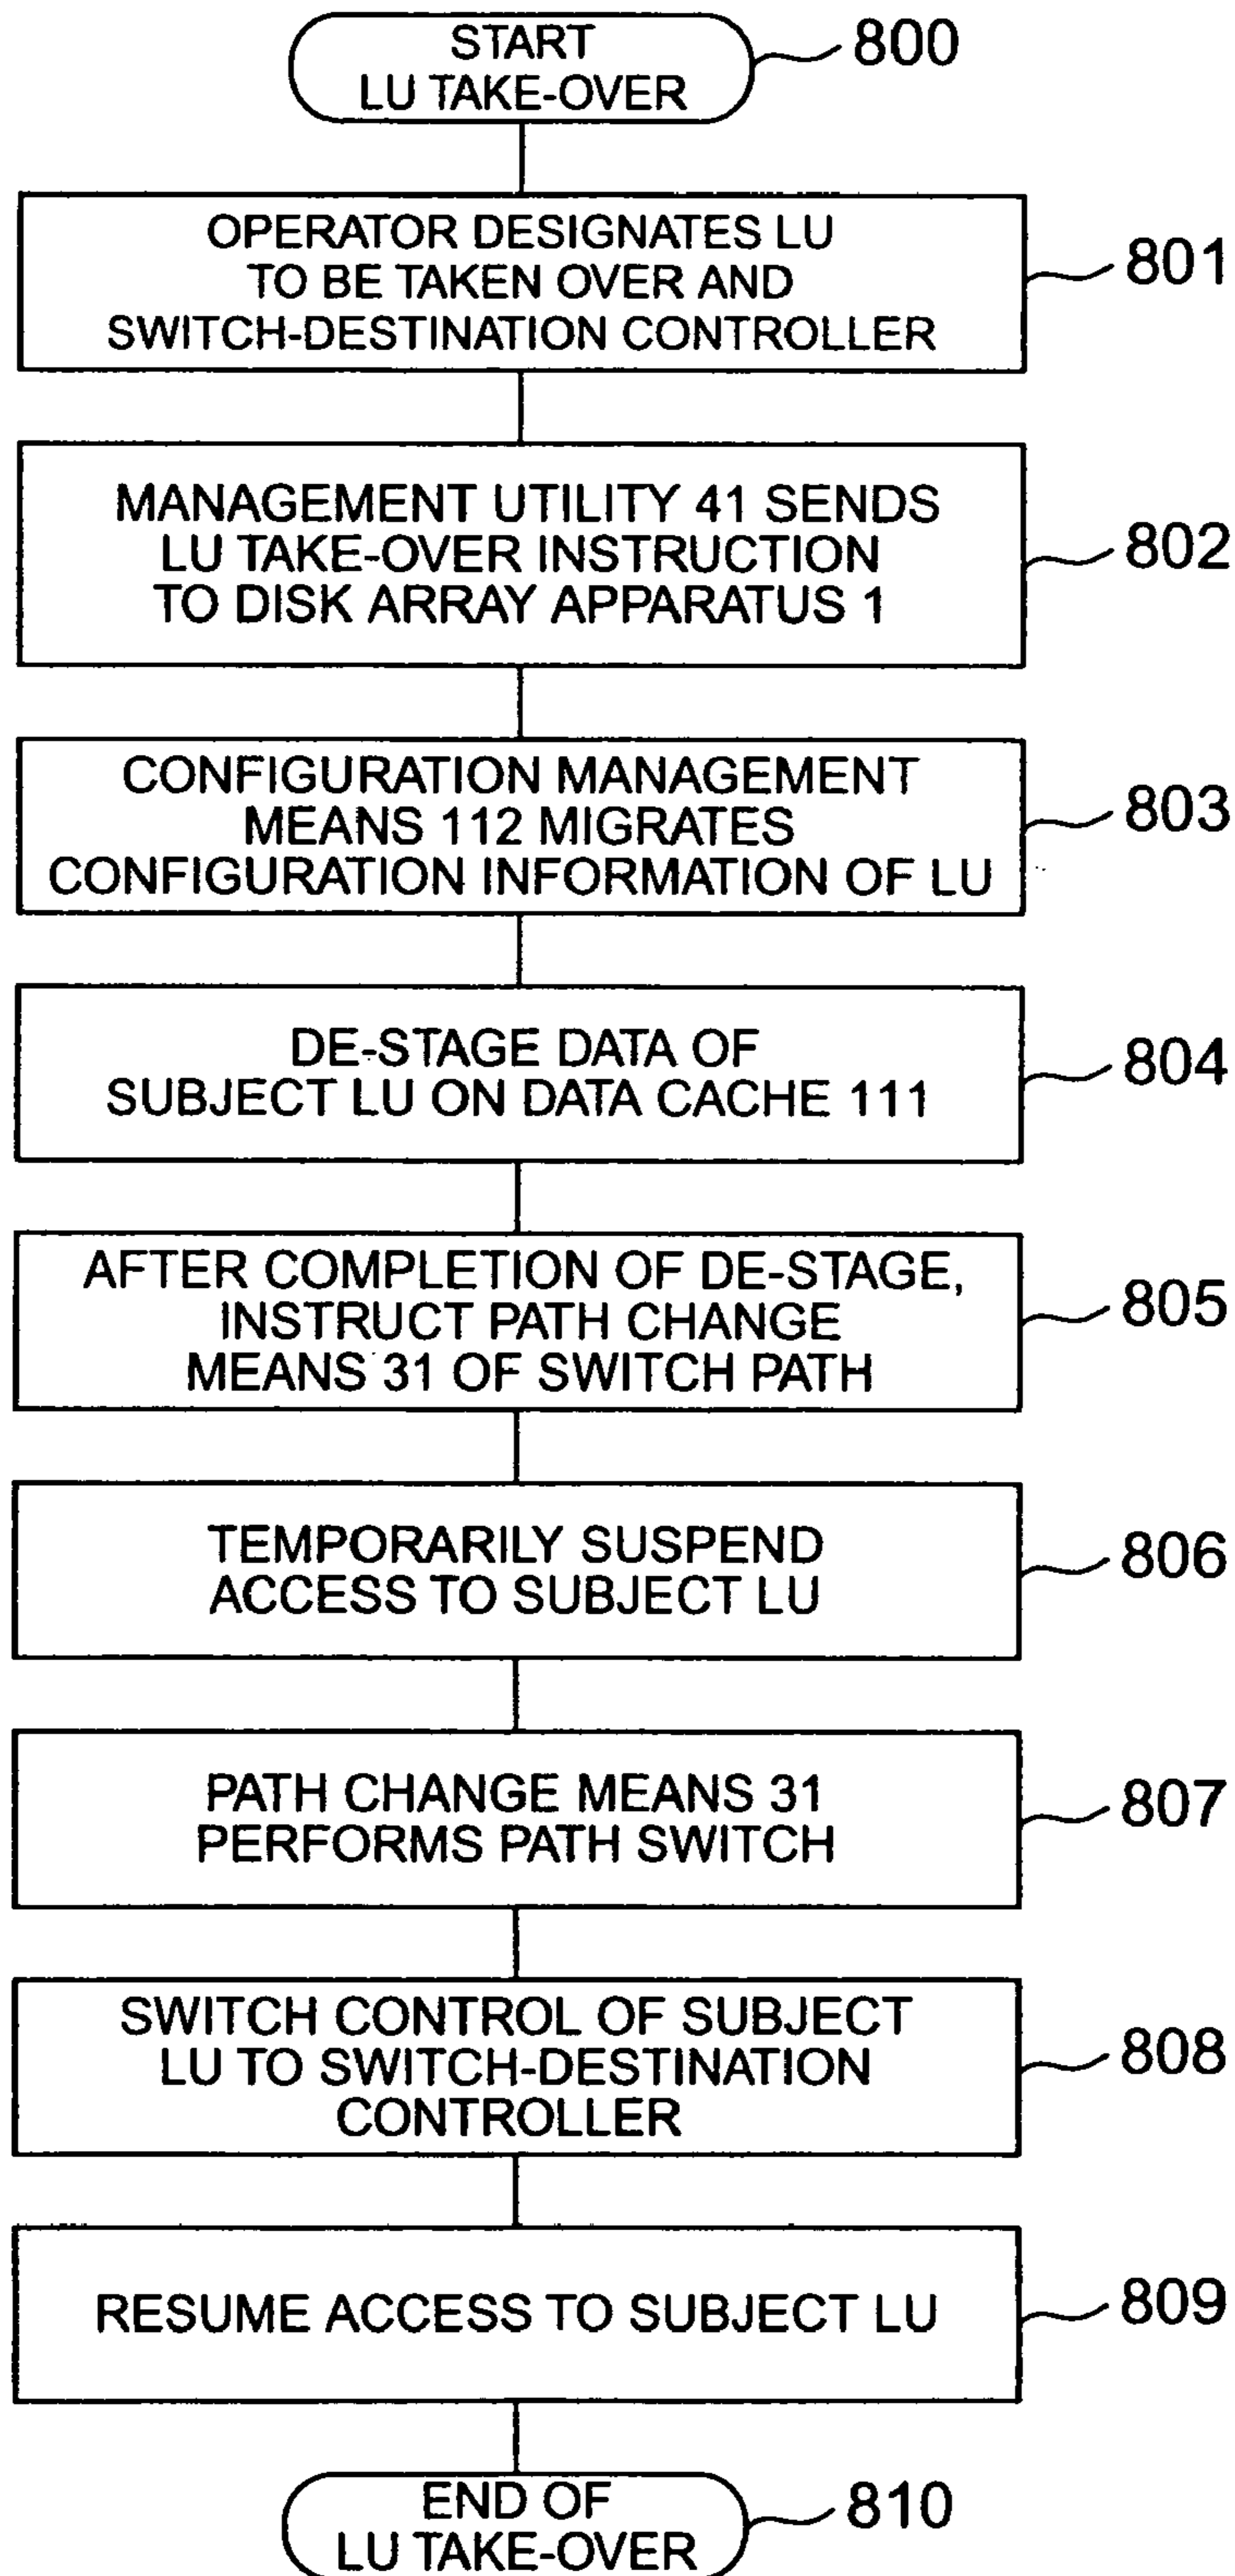 START
LU TAKE-OVER
800
OPERATOR DESIGNATES LU
TO BE TAKEN OVER AND
SWITCH-DESTINATION CONTROLLER
801
MANAGEMENT UTILITY 41 SENDS
LU TAKE-OVER INSTRUCTION
TO DISK ARRAY APPARATUS 1
802
CONFIGURATION MANAGEMENT
MEANS 112 MIGRATES
CONFIGURATION INFORMATION OF LU
803
DE-STAGE DATA OF
SUBJECT LU ON DATA CACHE 111
804
AFTER COMPLETION OF DE-STAGE,
INSTRUCT PATH CHANGE
MEANS 31 OF SWITCH PATH
805
TEMPORARILY SUSPEND
ACCESS TO SUBJECT LU
806
PATH CHANGE MEANS 31
PERFORMS PATH SWITCH
807
SWITCH CONTROL OF SUBJECT
LU TO SWITCH-DESTINATION
CONTROLLER
808
RESUME ACCESS TO SUBJECT LU
809
END OF
LU TAKE-OVER
810